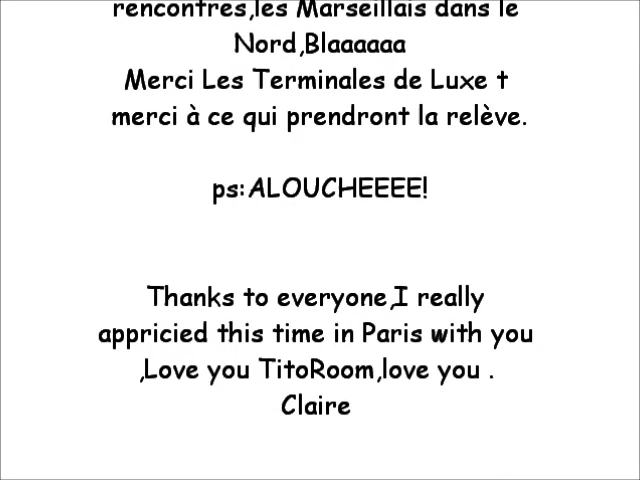 rencontres,les Marseillais dans le
Nord,Blaaaaaa
Merci Les Terminales de Luxe t
merci à ce qui prendront la relève.
ps:ALOUCHEEEE!
Thanks to everyone,I really
appricied this time in Paris with you
,Love you TitoRoom,love you .
Claire